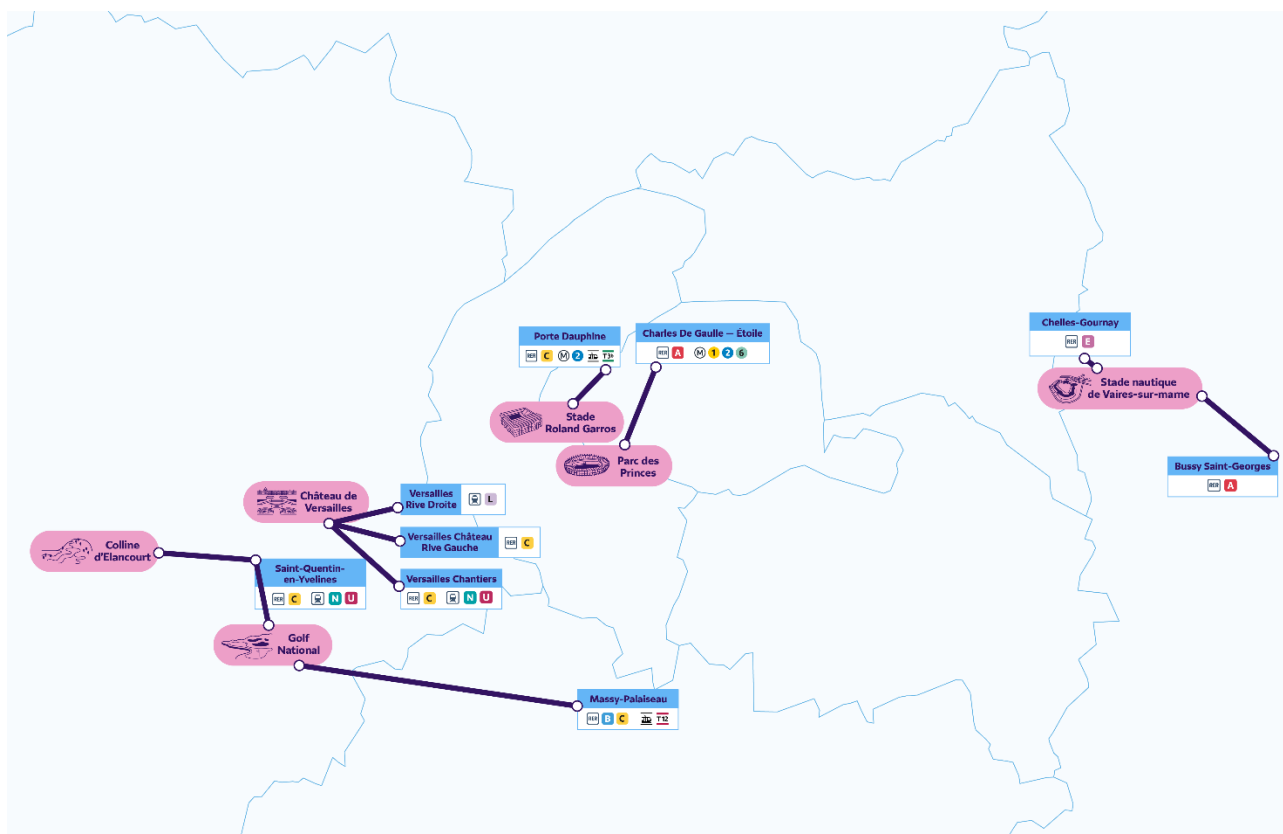 Porte Dauphine
RER C M 2 T3b
Charles De Gaulle — Étoile
RER A M 1 2 6
Stade
Roland Garros
Parc des
Princes
Chelles-Gournay
RER E
Stade nautique
de Vaires-sur-marne
Bussy Saint-Georges
RER A
Château de
Versailles
Versailles
Rive Droite
L
Versailles Château
Rive Gauche
RER C
Versailles Chantiers
RER C N U
Colline
d'Elancourt
Saint-Quentin-
en-Yvelines
RER C N U
Golf
National
Massy-Palaiseau
RER B C T12